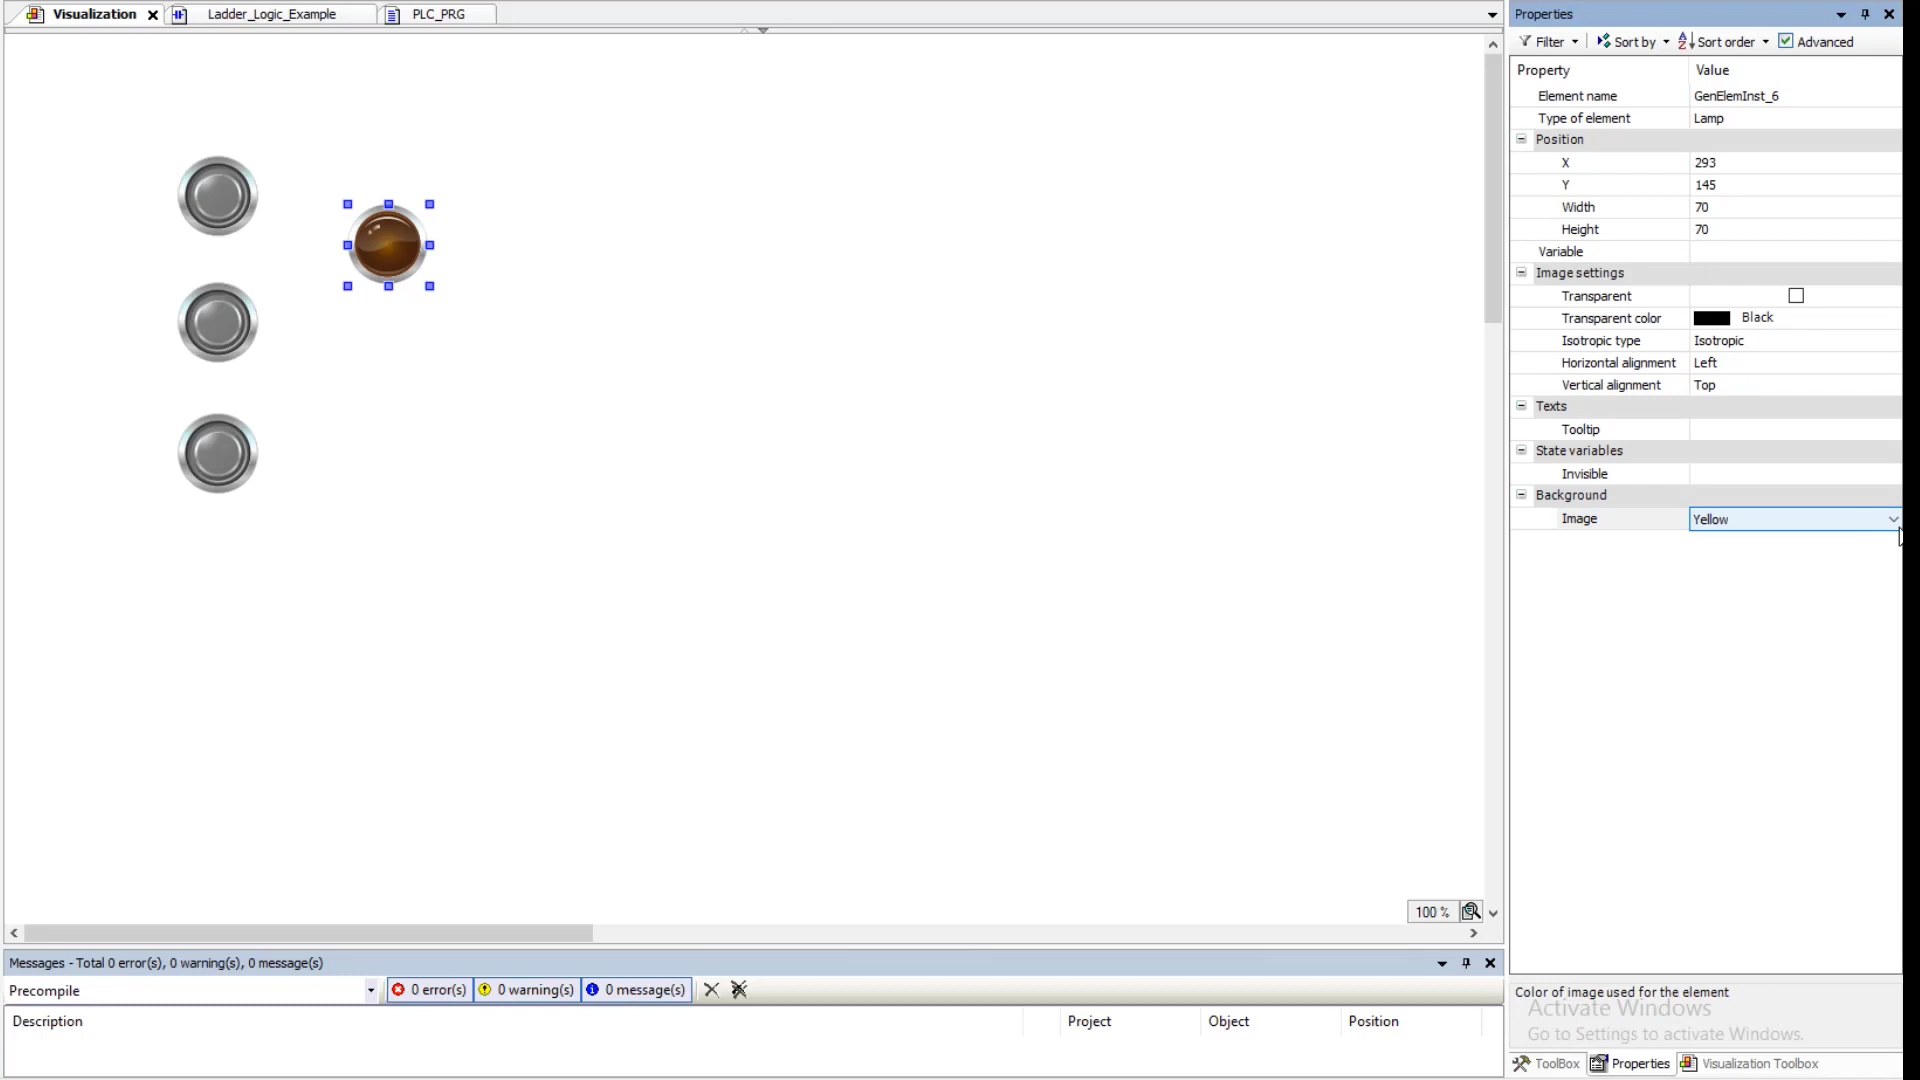 Visualization
Ladder_Logic_Example
PLC_PRG
Properties
Filter
Sort by
Sort order
Advanced
Property Value
Element name GenElemInst_6
Type of element Lamp
Position
X 293
Y 145
Width 70
Height 70
Variable
Image settings
Transparent
Transparent color Black
Isotropic type Isotropic
Horizontal alignment Left
Vertical alignment Top
Texts
Tooltip
State variables
Invisible
Background
Image Yellow
100 %
Messages - Total 0 error(s), 0 warning(s), 0 message(s)
Precompile 0 error(s) 0 warning(s) 0 message(s)
Description Project Object Position
Color of image used for the element
Activate Windows
Go to Settings to activate Windows.
ToolBox Properties Visualization Toolbox